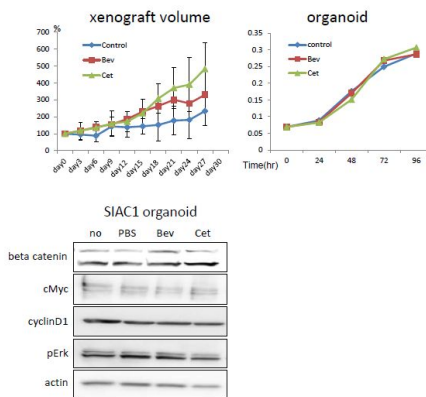 xenograft volume
%
700
600
500
400
300
200
100
0
Control
Bev
Cet
day0
day3
day6
day9
day12
day15
day18
day21
day24
day27
day30
organoid
0.35
0.3
0.25
0.2
0.15
0.1
0.05
0
control
Bev
Cet
Time(hr)
0 24 48 72 96
SIAC1 organoid
no PBS Bev Cet
beta catenin
cMyc
cyclinD1
pErk
actin